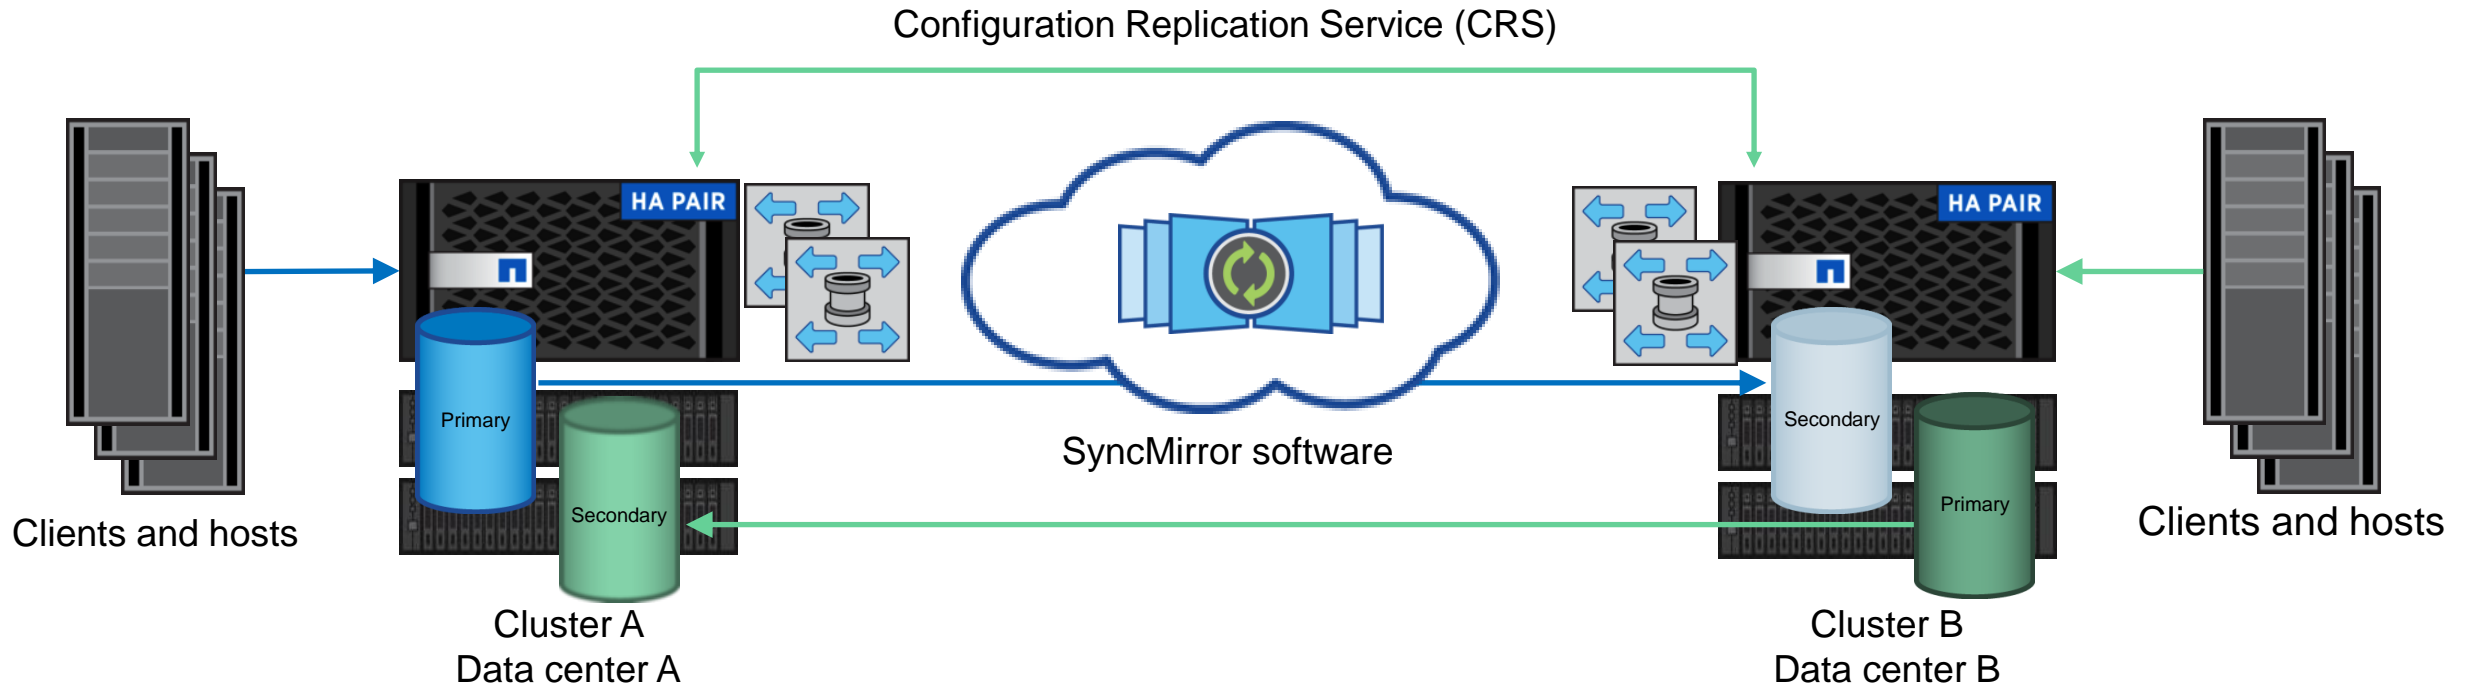 Configuration Replication Service (CRS)
HA PAIR
HA PAIR
Primary
Secondary
SyncMirror software
Secondary
Primary
Clients and hosts
Clients and hosts
Cluster A
Data center A
Cluster B
Data center B